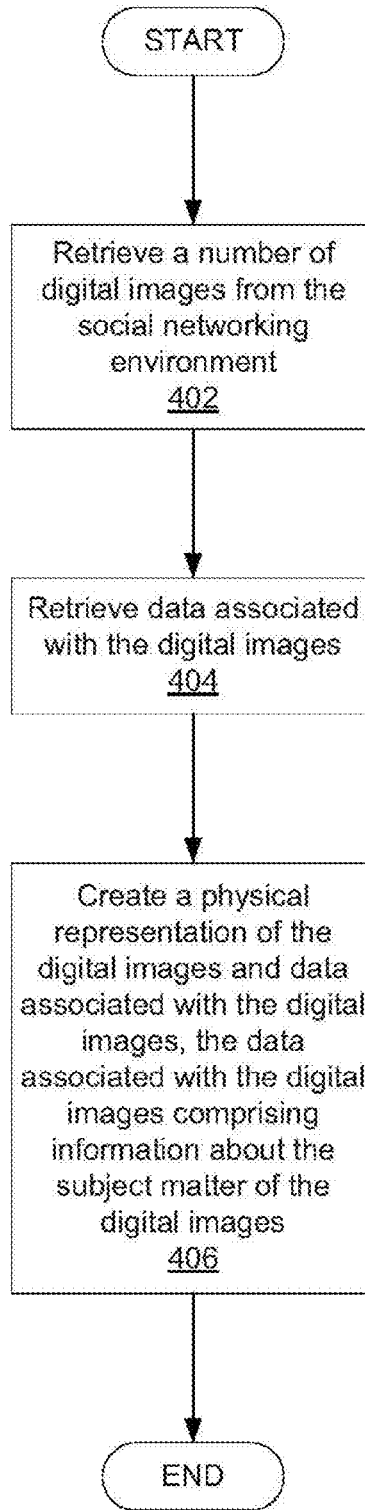 START
Retrieve a number of
digital images from the
social networking
environment
402
Retrieve data associated
with the digital images
404
Create a physical
representation of the
digital images and data
associated with the digital
images, the data
associated with the digital
images comprising
information about the
subject matter of the
digital images
406
END